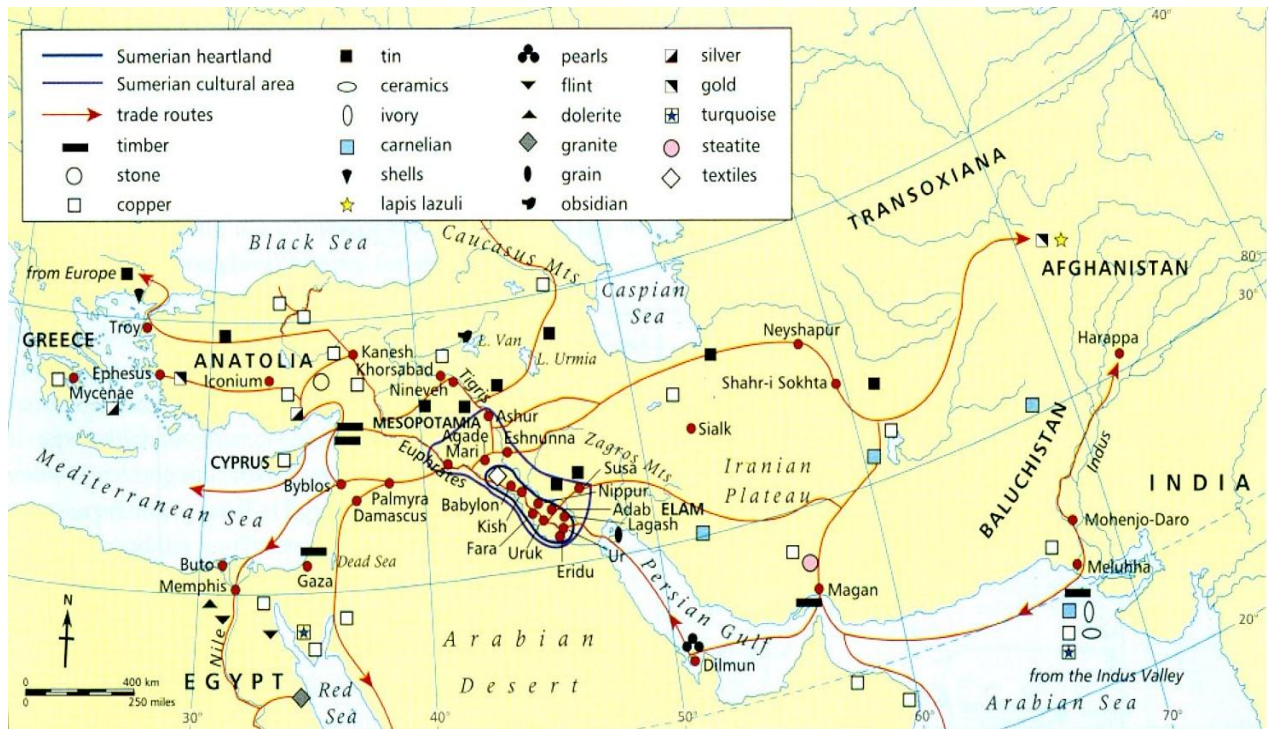 Sumerian heartland
Sumerian cultural area
trade routes
timber
stone
copper
tin
ceramics
ivory
carnelian
shells
lapis lazuli
pearls
flint
dolerite
granite
grain
obsidian
silver
gold
turquoise
steatite
textiles
40°
80°
30°
20°
TRANSOXIANA
AFGHANISTAN
Black Sea
Caucasus Mts
Caspian
Sea
from Europe
Troy
GREECE
ANATOLIA
Ephesus
Iconium
Mycenae
Kanesh
Khorsabad
Nineveh
Tigris
L. Van
L. Urmia
Neyshapur
Shahr-i Sokhta
Harappa
MESOPOTAMIA
Ashur
Agade
Eshnunna
Mari
Sialk
Zagros Mts
Iranian
Plateau
BALUCHISTAN
Indus
INDIA
CYPRUS
Euphrates
Mediterranean Sea
Byblos
Palmyra
Damascus
Babylon
Kish
Fara
Uruk
Eridu
Ur
Susa
Nippur
Adab
ELAM
Lagash
Mohenjo-Daro
Meluhha
Buto
Memphis
Gaza
Dead Sea
Persian Gulf
Magan
Dilmun
N
Nile
Arabian
Desert
EGYPT
Red
Sea
from the Indus Valley
Arabian Sea
0
400 km
0
250 miles
30°
40°
50°
60°
70°